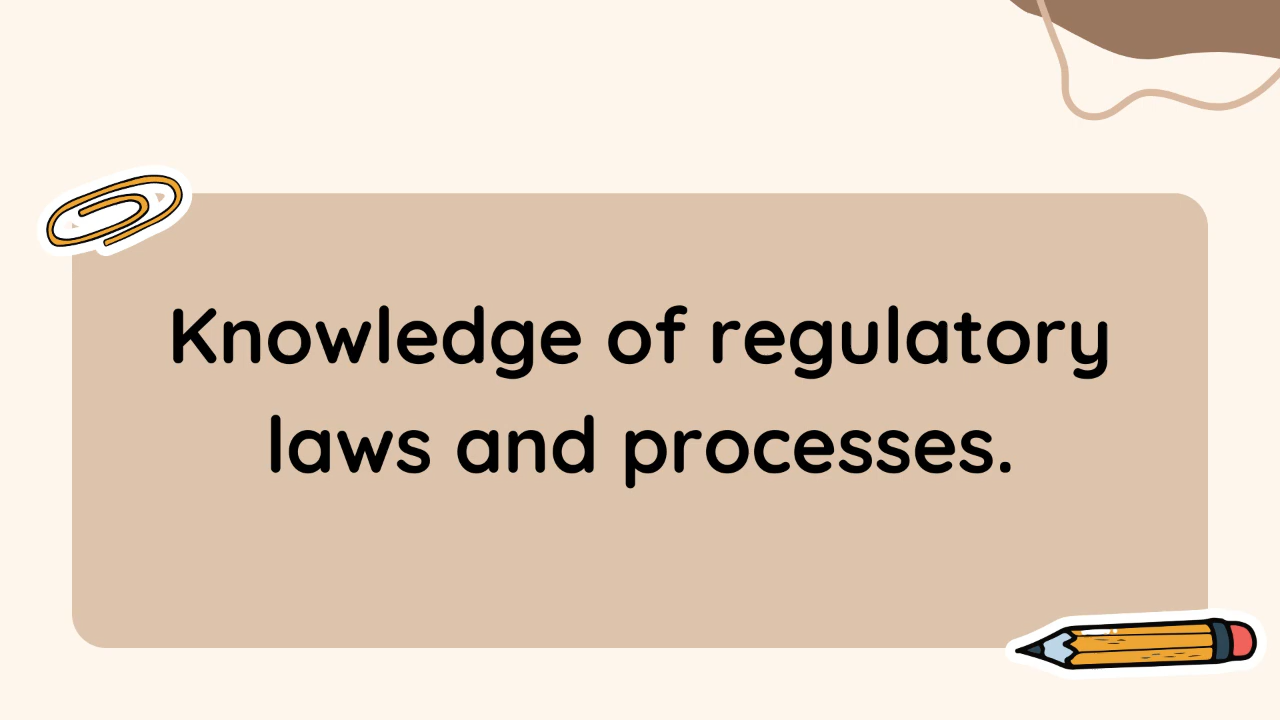 Knowledge of regulatory
laws and processes.